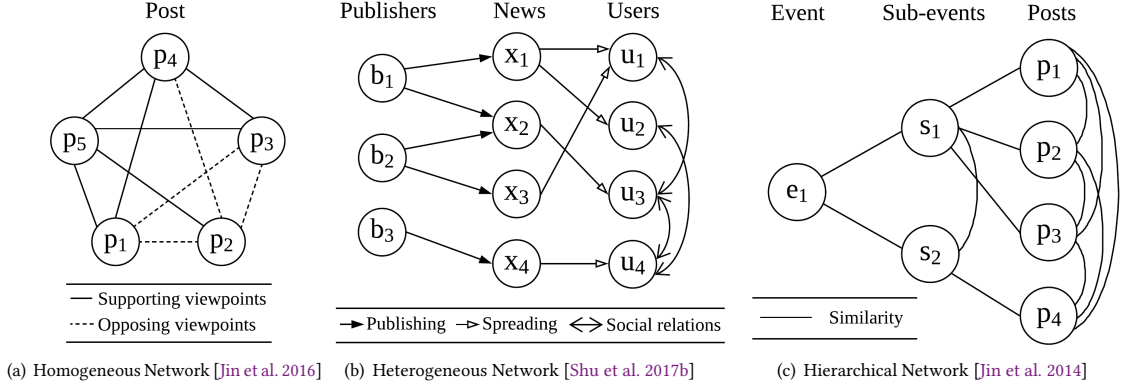 Post
p4
p5
p3
p1
p2
Supporting viewpoints
Opposing viewpoints
(a) Homogeneous Network [Jin et al. 2016]
Publishers News Users
b1
b2
b3
x1
x2
x3
x4
u1
u2
u3
u4
Publishing Spreading Social relations
(b) Heterogeneous Network [Shu et al. 2017b]
Event Sub-events Posts
e1
s1
s2
p1
p2
p3
p4
Similarity
(c) Hierarchical Network [Jin et al. 2014]